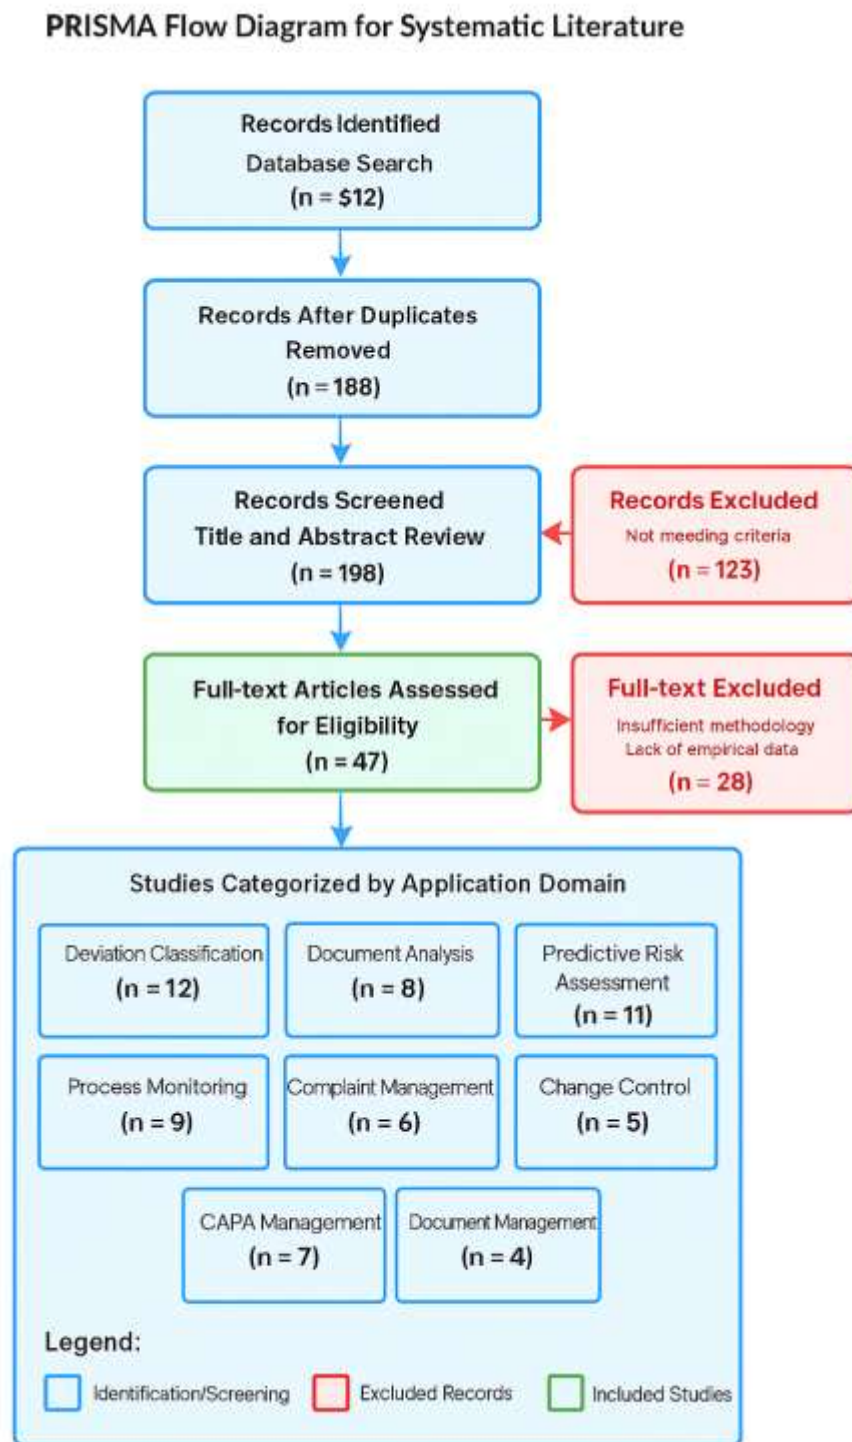 PRISMA Flow Diagram for Systematic Literature
Records Identified
Database Search
(n = $12)
Records After Duplicates
Removed
(n = 188)
Records Screened
Title and Abstract Review
(n = 198)
Records Excluded
Not meeding criteria
(n = 123)
Full-text Articles Assessed
for Eligibility
(n = 47)
Full-text Excluded
Insufficient methodology
Lack of empirical data
(n = 28)
Studies Categorized by Application Domain
Deviation Classification
(n = 12)
Document Analysis
(n = 8)
Predictive Risk
Assessment
(n = 11)
Process Monitoring
(n = 9)
Complaint Management
(n = 6)
Change Control
(n = 5)
CAPA Management
(n = 7)
Document Management
(n = 4)
Legend:
Identification/Screening
Excluded Records
Included Studies